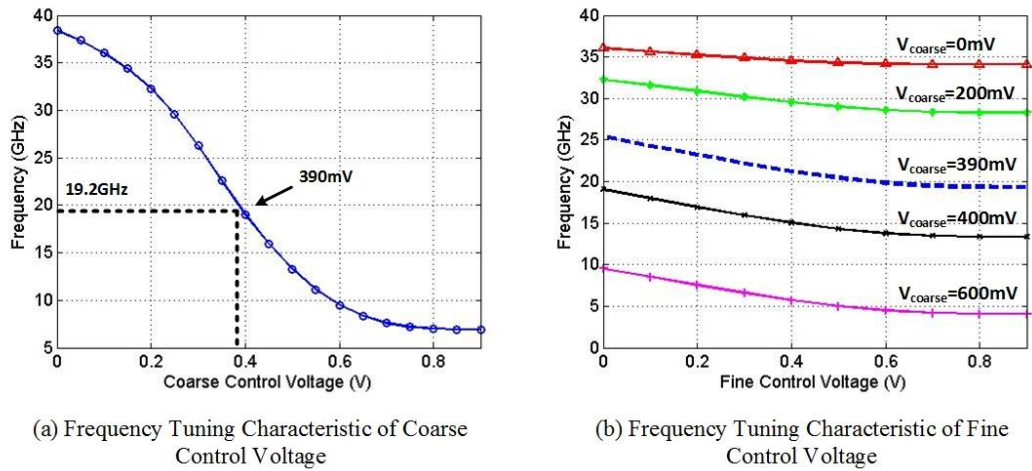 40
35
30
25
20
15
10
5
0
0.2
0.4
0.6
0.8
Frequency (GHz)
Coarse Control Voltage (V)
19.2GHz
390mV
(a) Frequency Tuning Characteristic of Coarse
Control Voltage
40
35
30
25
20
15
10
5
0
0
0.2
0.4
0.6
0.8
Frequency (GHz)
Fine Control Voltage (V)
Vcoarse=0mV
Vcoarse=200mV
Vcoarse=390mV
Vcoarse=400mV
Vcoarse=600mV
(b) Frequency Tuning Characteristic of Fine
Control Voltage